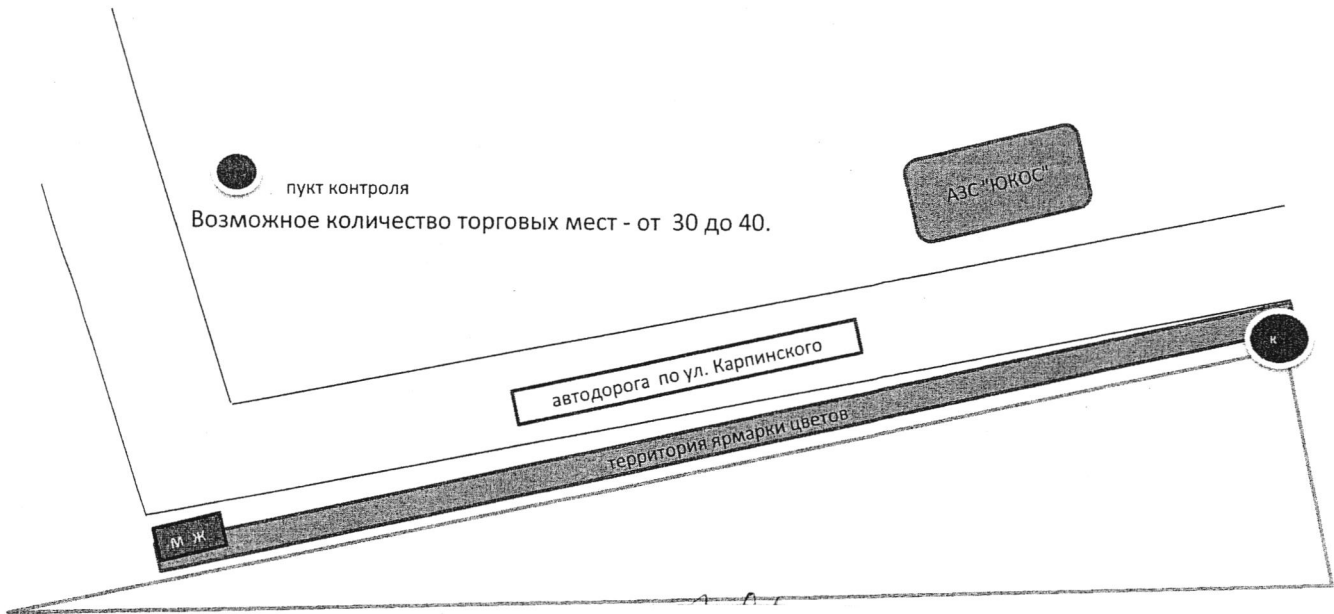 пукт контроля
Возможное количество торговых мест - от 30 до 40.
АЗС "ЮКОС"
автодорога по ул. Карпинского
к
территория ярмарки цветов
м ж